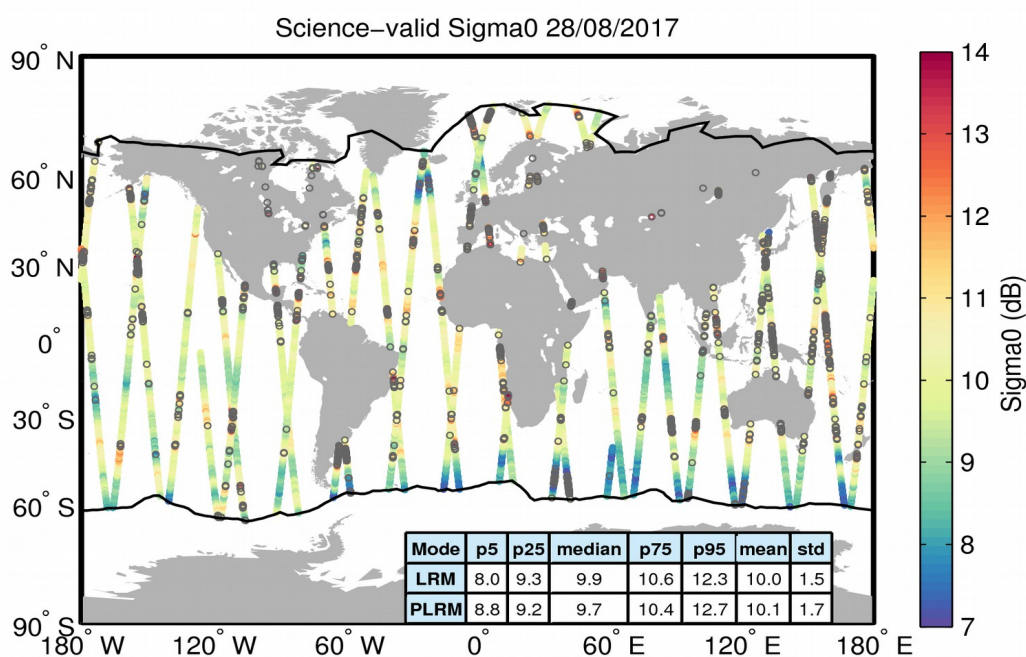 Science−valid Sigma0 28/08/2017
90° N
60° N
30° N
0°
30° S
60° S
90° S
180° W 120° W 60° W 0° 60° E 120° E 180° E
14
13
12
11
10
9
8
7
Sigma0 (dB)
Mode p5 p25 median p75 p95 mean std
LRM 8.0 9.3 9.9 10.6 12.3 10.0 1.5
PLRM 8.8 9.2 9.7 10.4 12.7 10.1 1.7